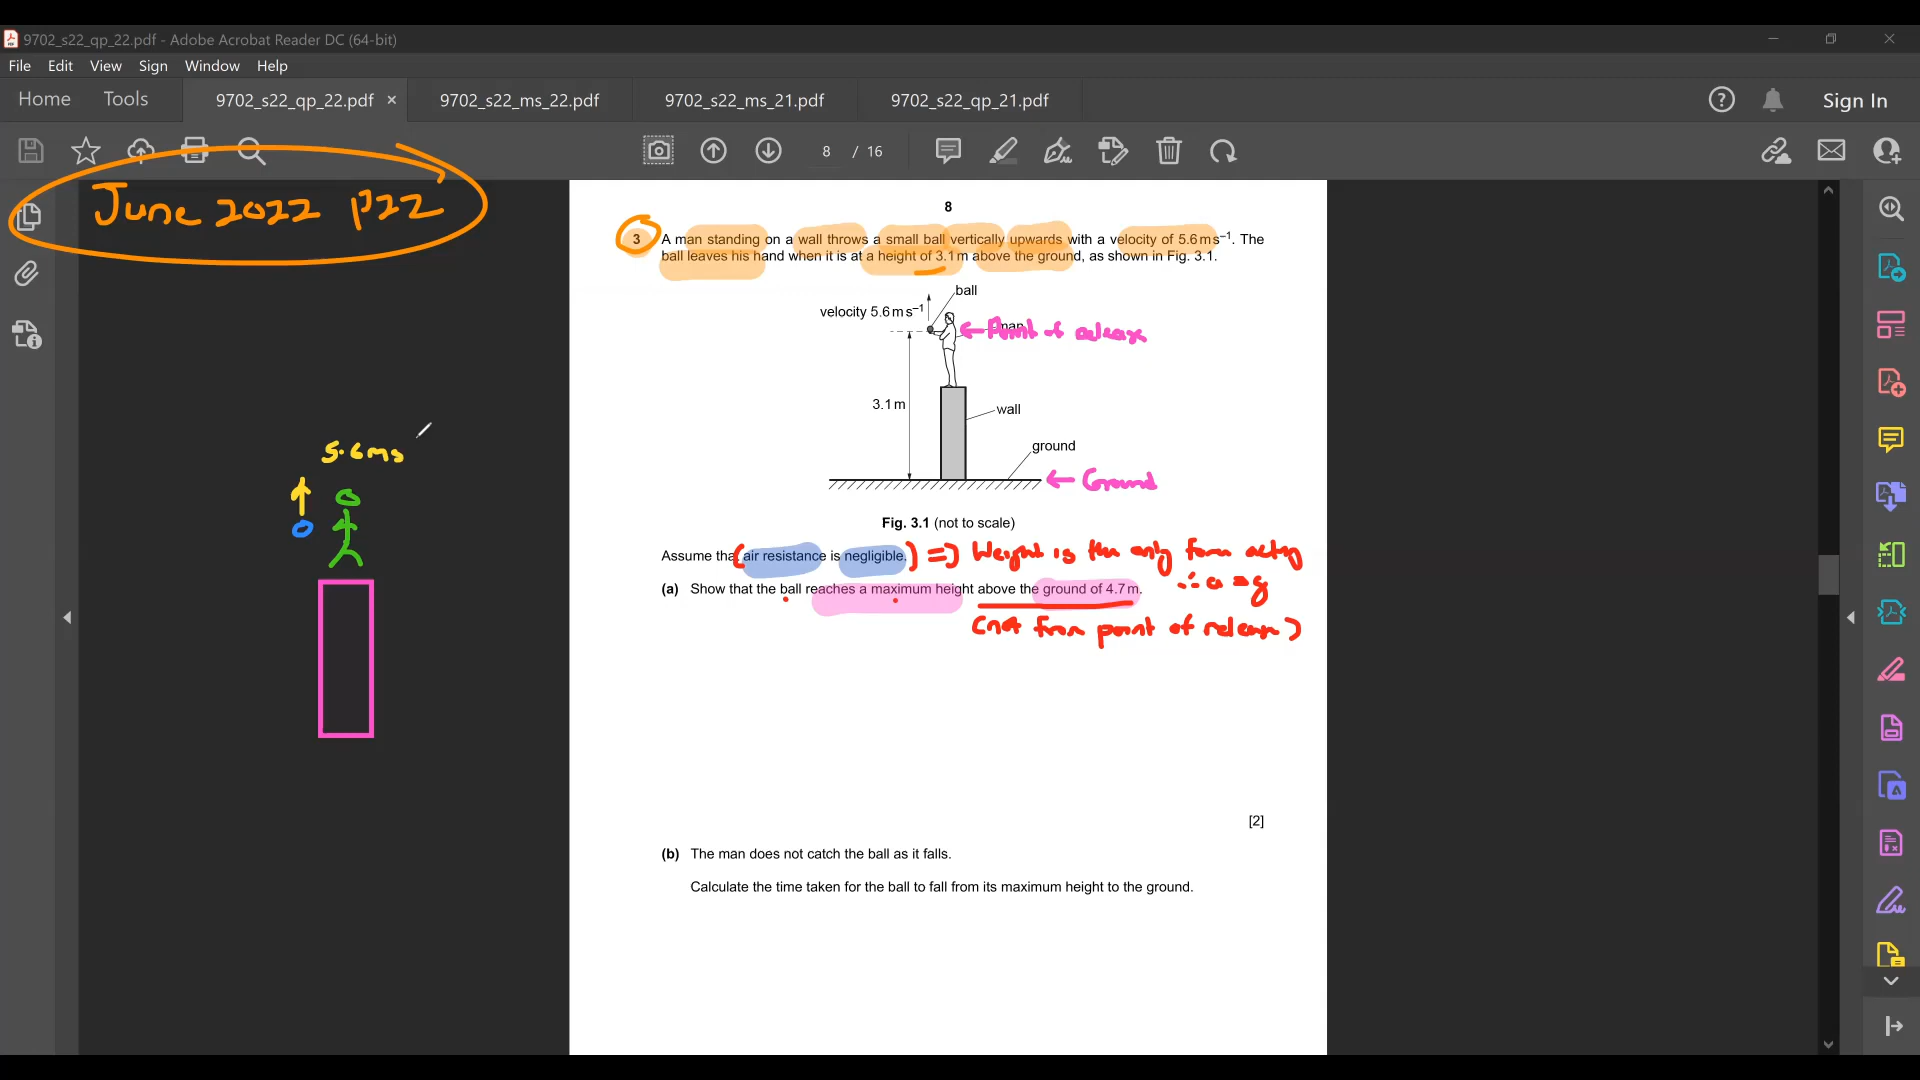 9702_s22_qp_22.pdf - Adobe Acrobat Reader DC (64-bit)
File Edit View Sign Window Help
Home Tools 9702_s22_qp_22.pdf × 9702_s22_ms_22.pdf 9702_s22_ms_21.pdf 9702_s22_qp_21.pdf Sign In
8 / 16
June 2022 P22
8
3 A man standing on a wall throws a small ball vertically upwards with a velocity of 5.6 m s⁻¹. The
ball leaves his hand when it is at a height of 3.1 m above the ground, as shown in Fig. 3.1.
ball
velocity 5.6 m s⁻¹
man
← Point of release
3.1 m
wall
ground
← Ground
5.6ms
Fig. 3.1 (not to scale)
Assume that (air resistance is negligible.) => Weight is the only force acting
∴ a = g
(a) Show that the ball reaches a maximum height above the ground of 4.7 m.
(not from point of release)
[2]
(b) The man does not catch the ball as it falls.
Calculate the time taken for the ball to fall from its maximum height to the ground.